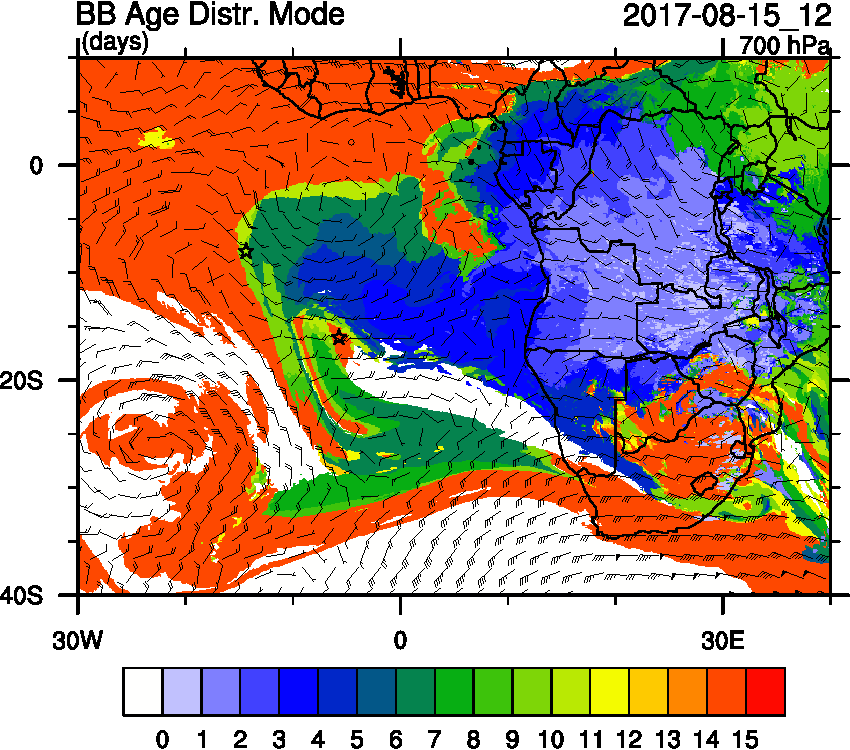 BB Age Distr. Mode 2017-08-15_12
(days) 700 hPa
0
20S
40S
30W 0 30E
0 1 2 3 4 5 6 7 8 9 10 11 12 13 14 15